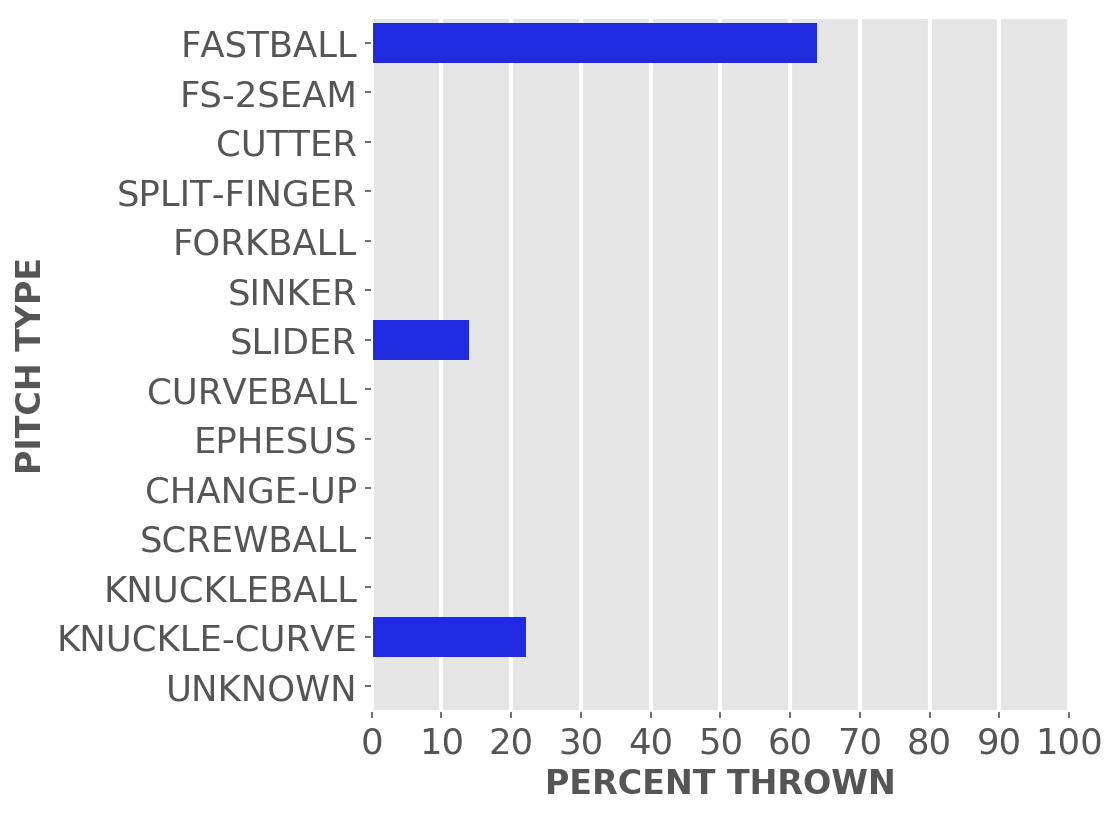 FASTBALL
FS-2SEAM
CUTTER
SPLIT-FINGER
FORKBALL
SINKER
SLIDER
CURVEBALL
EPHESUS
CHANGE-UP
SCREWBALL
KNUCKLEBALL
KNUCKLE-CURVE
UNKNOWN
PITCH TYPE
0 10 20 30 40 50 60 70 80 90 100
PERCENT THROWN